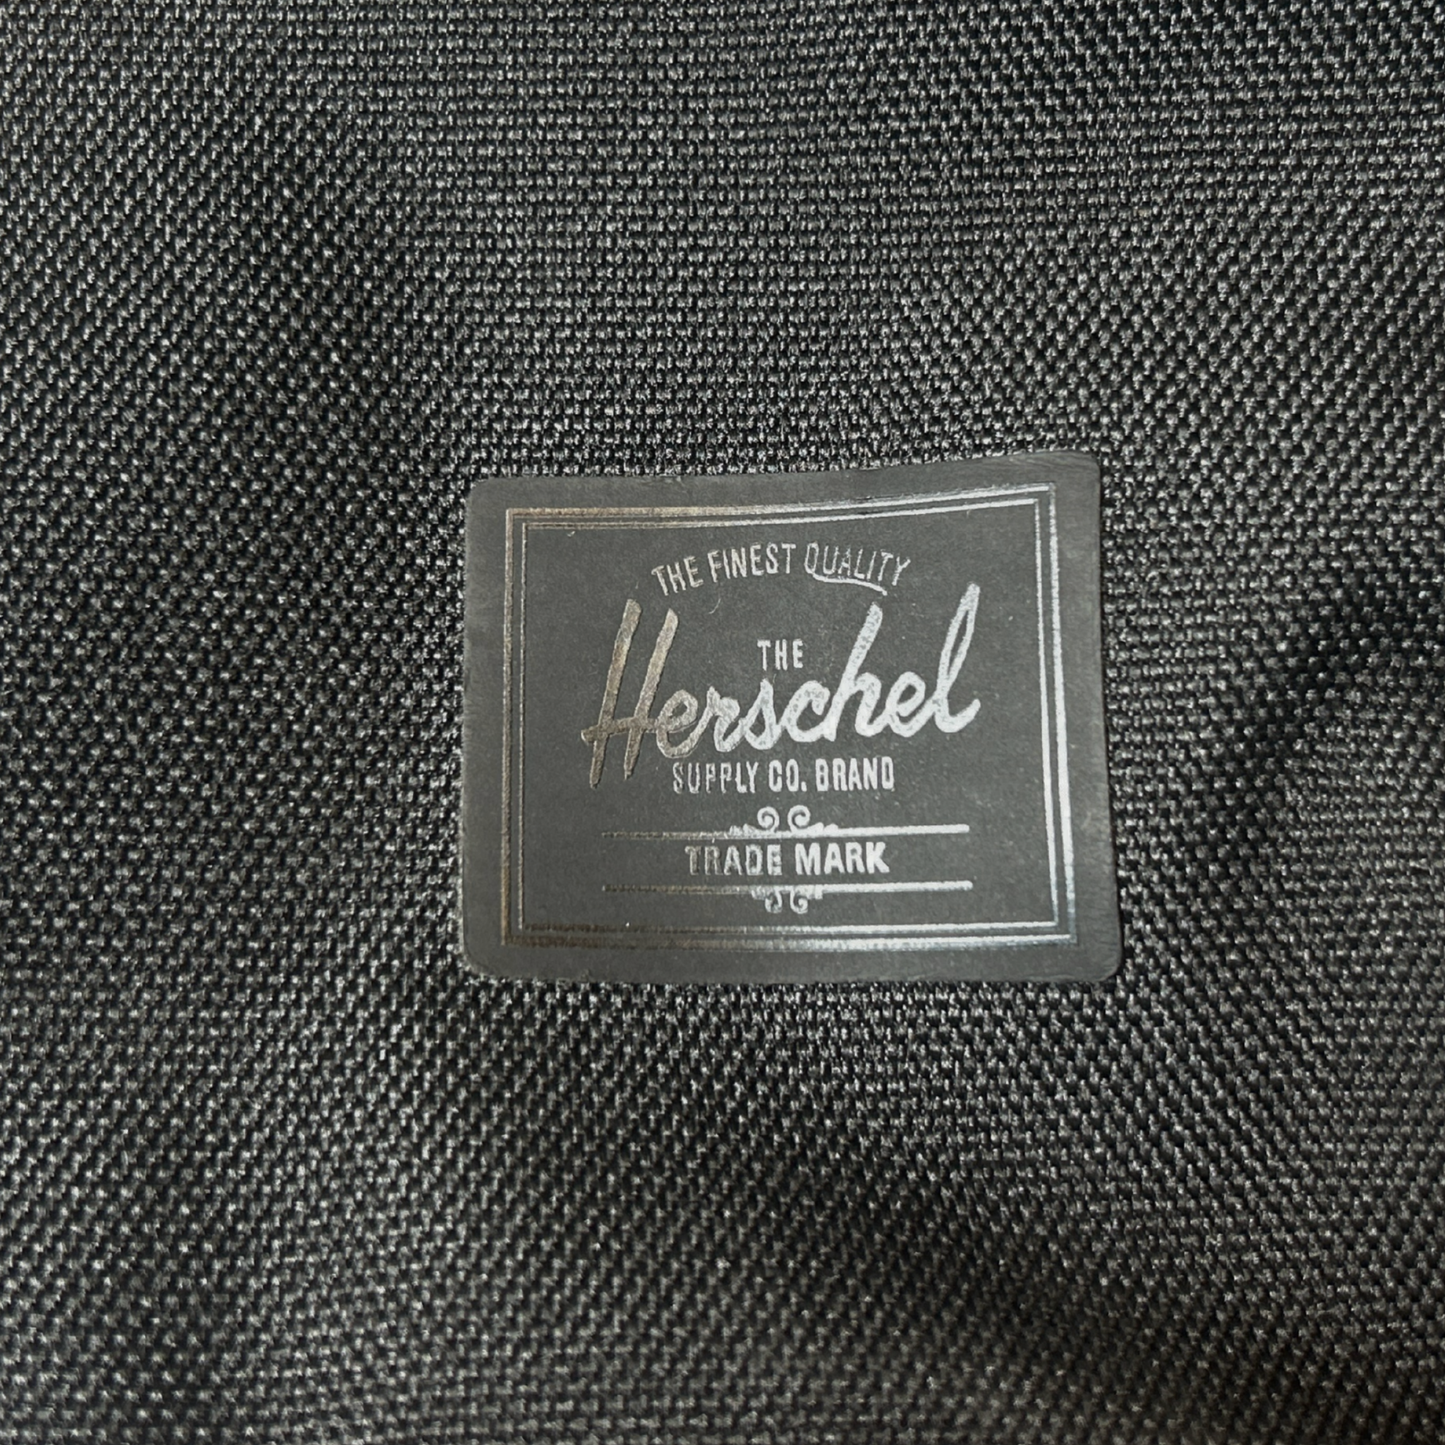 THE FINEST QUALITY
THE
Herschel
SUPPLY CO. BRAND
TRADE MARK